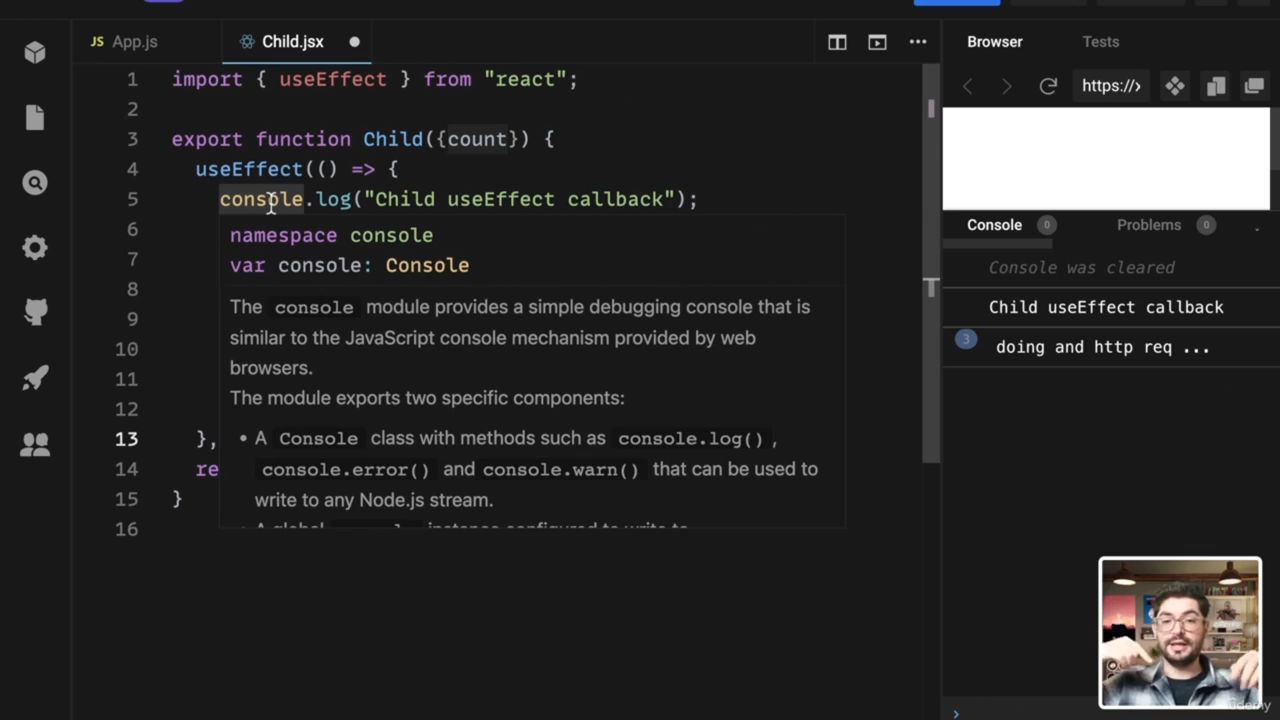 JS App.js
Child.jsx
Browser
Tests
https://
1 import { useEffect } from "react";
2
3 export function Child({count}) {
4 useEffect(() => {
5 console.log("Child useEffect callback");
6
7
8
9
10
11
12
13 },
14 re
15 }
16
namespace console
var console: Console
The console module provides a simple debugging console that is
similar to the JavaScript console mechanism provided by web
browsers.
The module exports two specific components:
• A Console class with methods such as console.log() ,
console.error() and console.warn() that can be used to
write to any Node.js stream.
Console 0
Problems 0
Console was cleared
Child useEffect callback
3 doing and http req ...